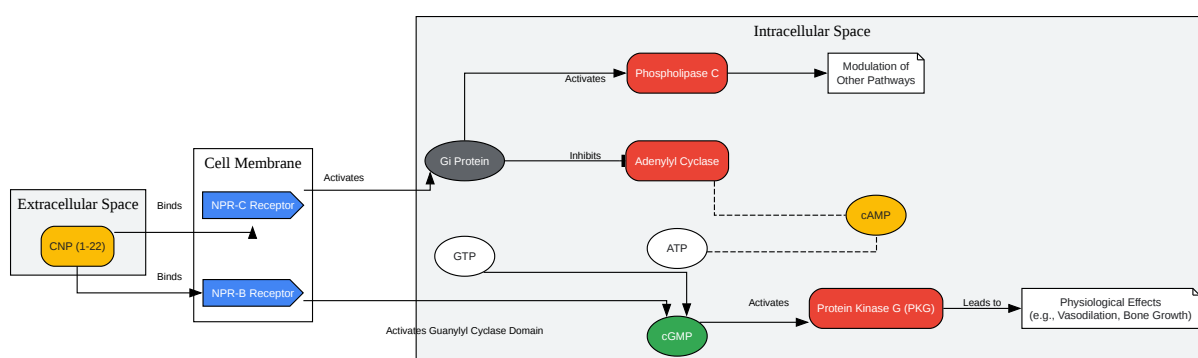 Intracellular Space
Phospholipase C
Activates
Modulation of
Other Pathways
Cell Membrane
Gi Protein
Inhibits
Adenylyl Cyclase
Activates
Extracellular Space
Binds
NPR-C Receptor
cAMP
CNP (1-22)
GTP
ATP
Binds
NPR-B Receptor
Activates
Protein Kinase G (PKG)
Leads to
Physiological Effects
(e.g., Vasodilation, Bone Growth)
Activates Guanylyl Cyclase Domain
cGMP